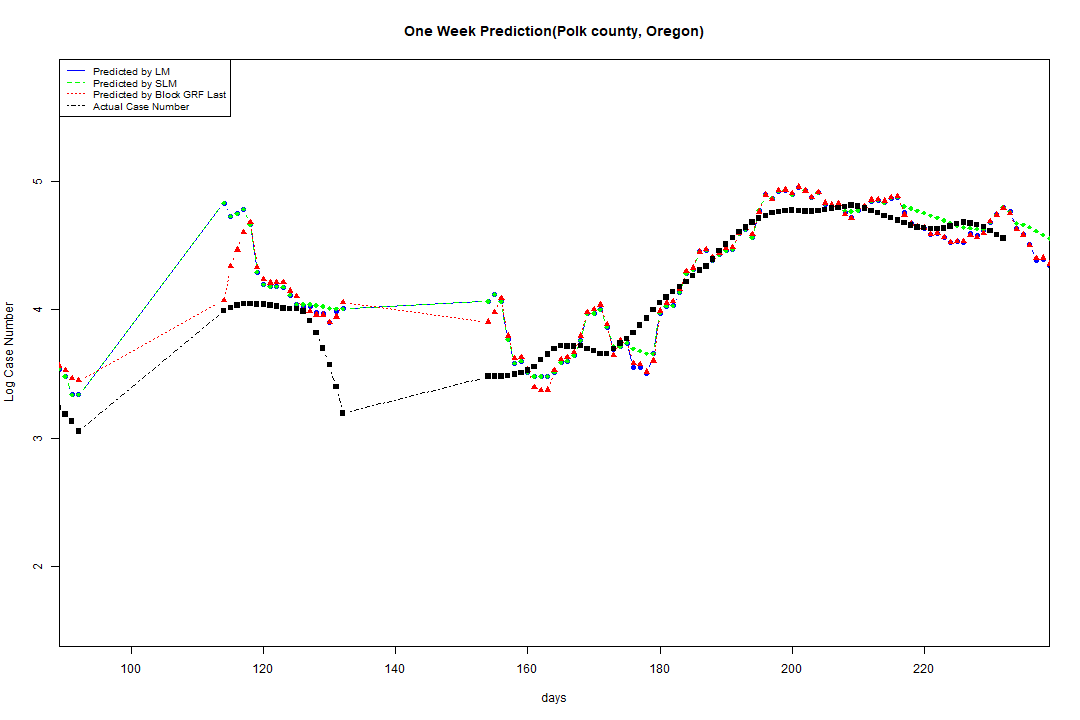 One Week Prediction(Polk county, Oregon)
Predicted by LM
Predicted by SLM
Predicted by Block GRF Last
Actual Case Number
5
4
3
2
Log Case Number
100 120 140 160 180 200 220
days